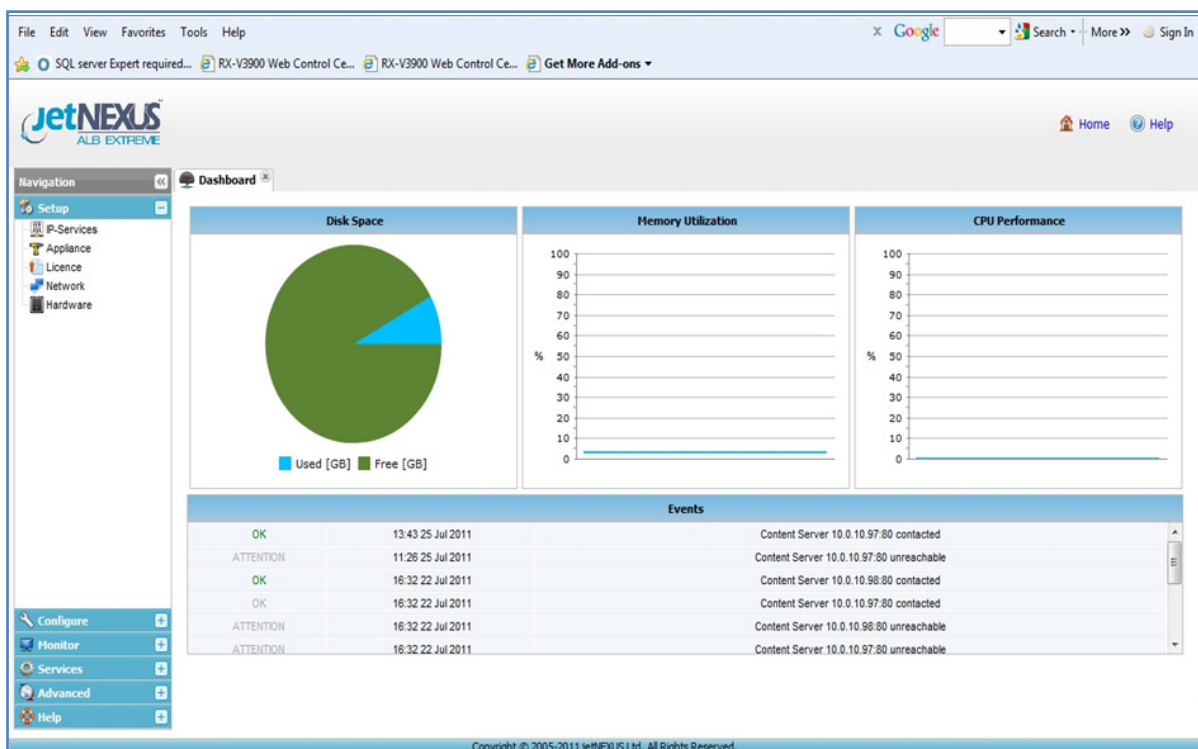 File Edit View Favorites Tools Help
x Google Search More >> Sign In
SQL server Expert required... RX-V3900 Web Control Ce... RX-V3900 Web Control Ce... Get More Add-ons
jetNEXUS
ALB EXTREME
Home Help
Navigation
Dashboard
Setup
IP-Services
Appliance
Licence
Network
Hardware
Disk Space
Used [GB] Free [GB]
Memory Utilization
100
90
80
70
60
% 50
40
30
20
10
0
CPU Performance
100
90
80
70
60
% 50
40
30
20
10
0
Events
OK 13:43 25 Jul 2011 Content Server 10.0.10.97:80 contacted
ATTENTION 11:26 25 Jul 2011 Content Server 10.0.10.97:80 unreachable
OK 16:32 22 Jul 2011 Content Server 10.0.10.98:80 contacted
OK 16:32 22 Jul 2011 Content Server 10.0.10.97:80 contacted
ATTENTION 16:32 22 Jul 2011 Content Server 10.0.10.98:80 unreachable
ATTENTION 16:32 22 Jul 2011 Content Server 10.0.10.97:80 unreachable
Configure
Monitor
Services
Advanced
Help
Copyright © 2005-2011 jetNEXUS Ltd. All Rights Reserved.